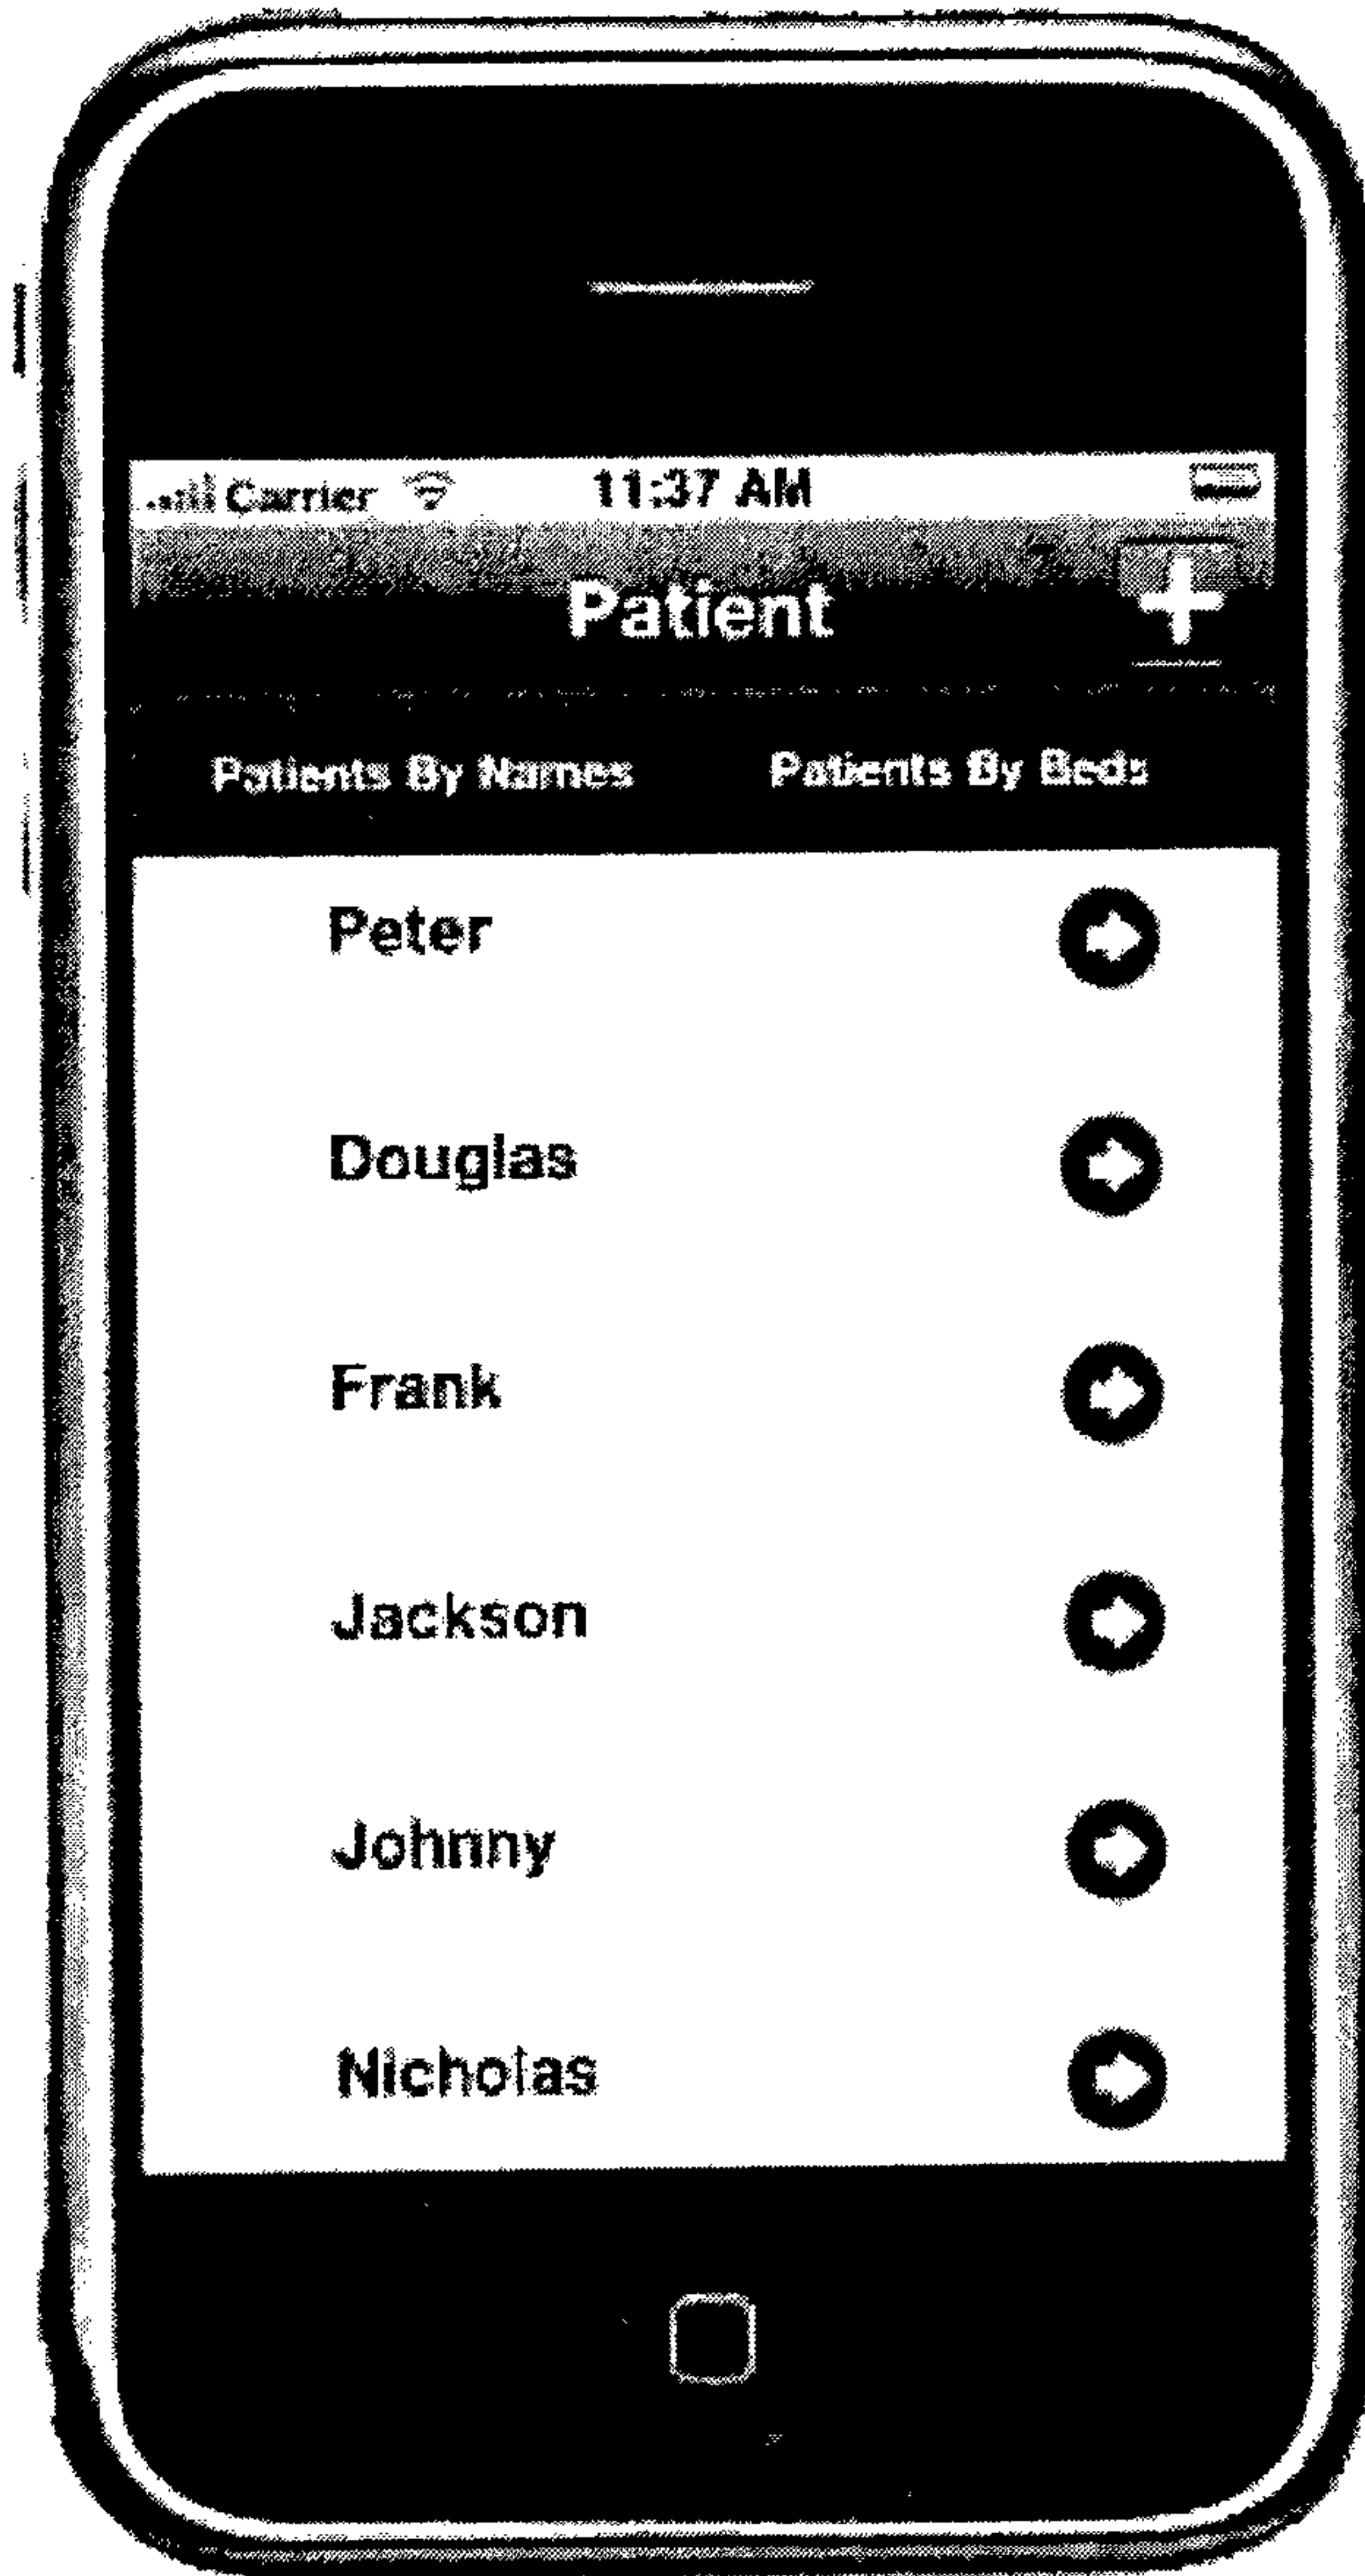 Carrier 11:37 AM
Patient +
Patients By Names Patients By Beds
Peter
Douglas
Frank
Jackson
Johnny
Nicholas